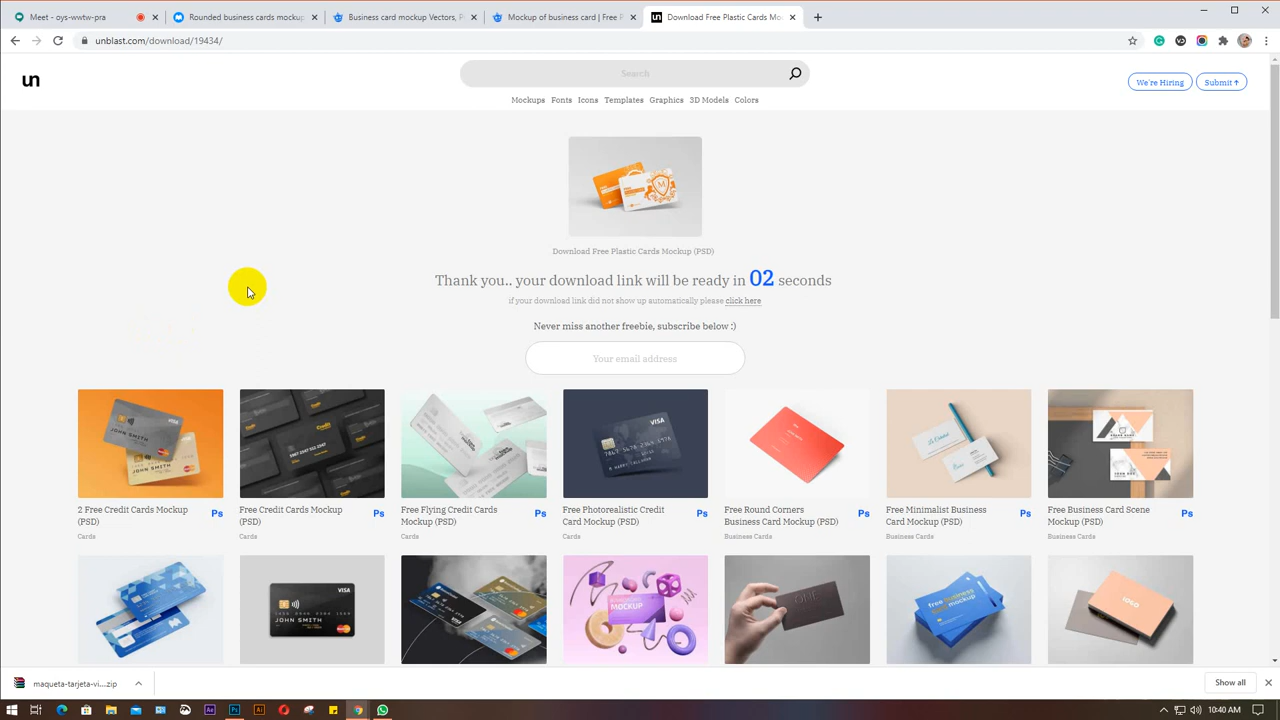 Meet - oys-wwtw-pra
Rounded business cards mockup
Business card mockup Vectors, P
Mockup of business card | Free P
Download Free Plastic Cards Mo
unblast.com/download/19434/
un
Search
We're Hiring
Submit ↑
Mockups Fonts Icons Templates Graphics 3D Models Colors
Download Free Plastic Cards Mockup (PSD)
Thank you.. your download link will be ready in 02 seconds
if your download link did not show up automatically please click here
Never miss another freebie, subscribe below :)
Your email address
2 Free Credit Cards Mockup
(PSD)
Ps
Cards
Free Credit Cards Mockup
(PSD)
Ps
Cards
Free Flying Credit Cards
Mockup (PSD)
Ps
Cards
Free Photorealistic Credit
Card Mockup (PSD)
Ps
Cards
Free Round Corners
Business Card Mockup (PSD)
Ps
Business Cards
Free Minimalist Business
Card Mockup (PSD)
Ps
Business Cards
Free Business Card Scene
Mockup (PSD)
Ps
Business Cards
VISA
JOHN SMITH
MOCKUP
free business
card mockup
LOGO
maqueta-tarjeta-vi....zip
Show all
10:40 AM